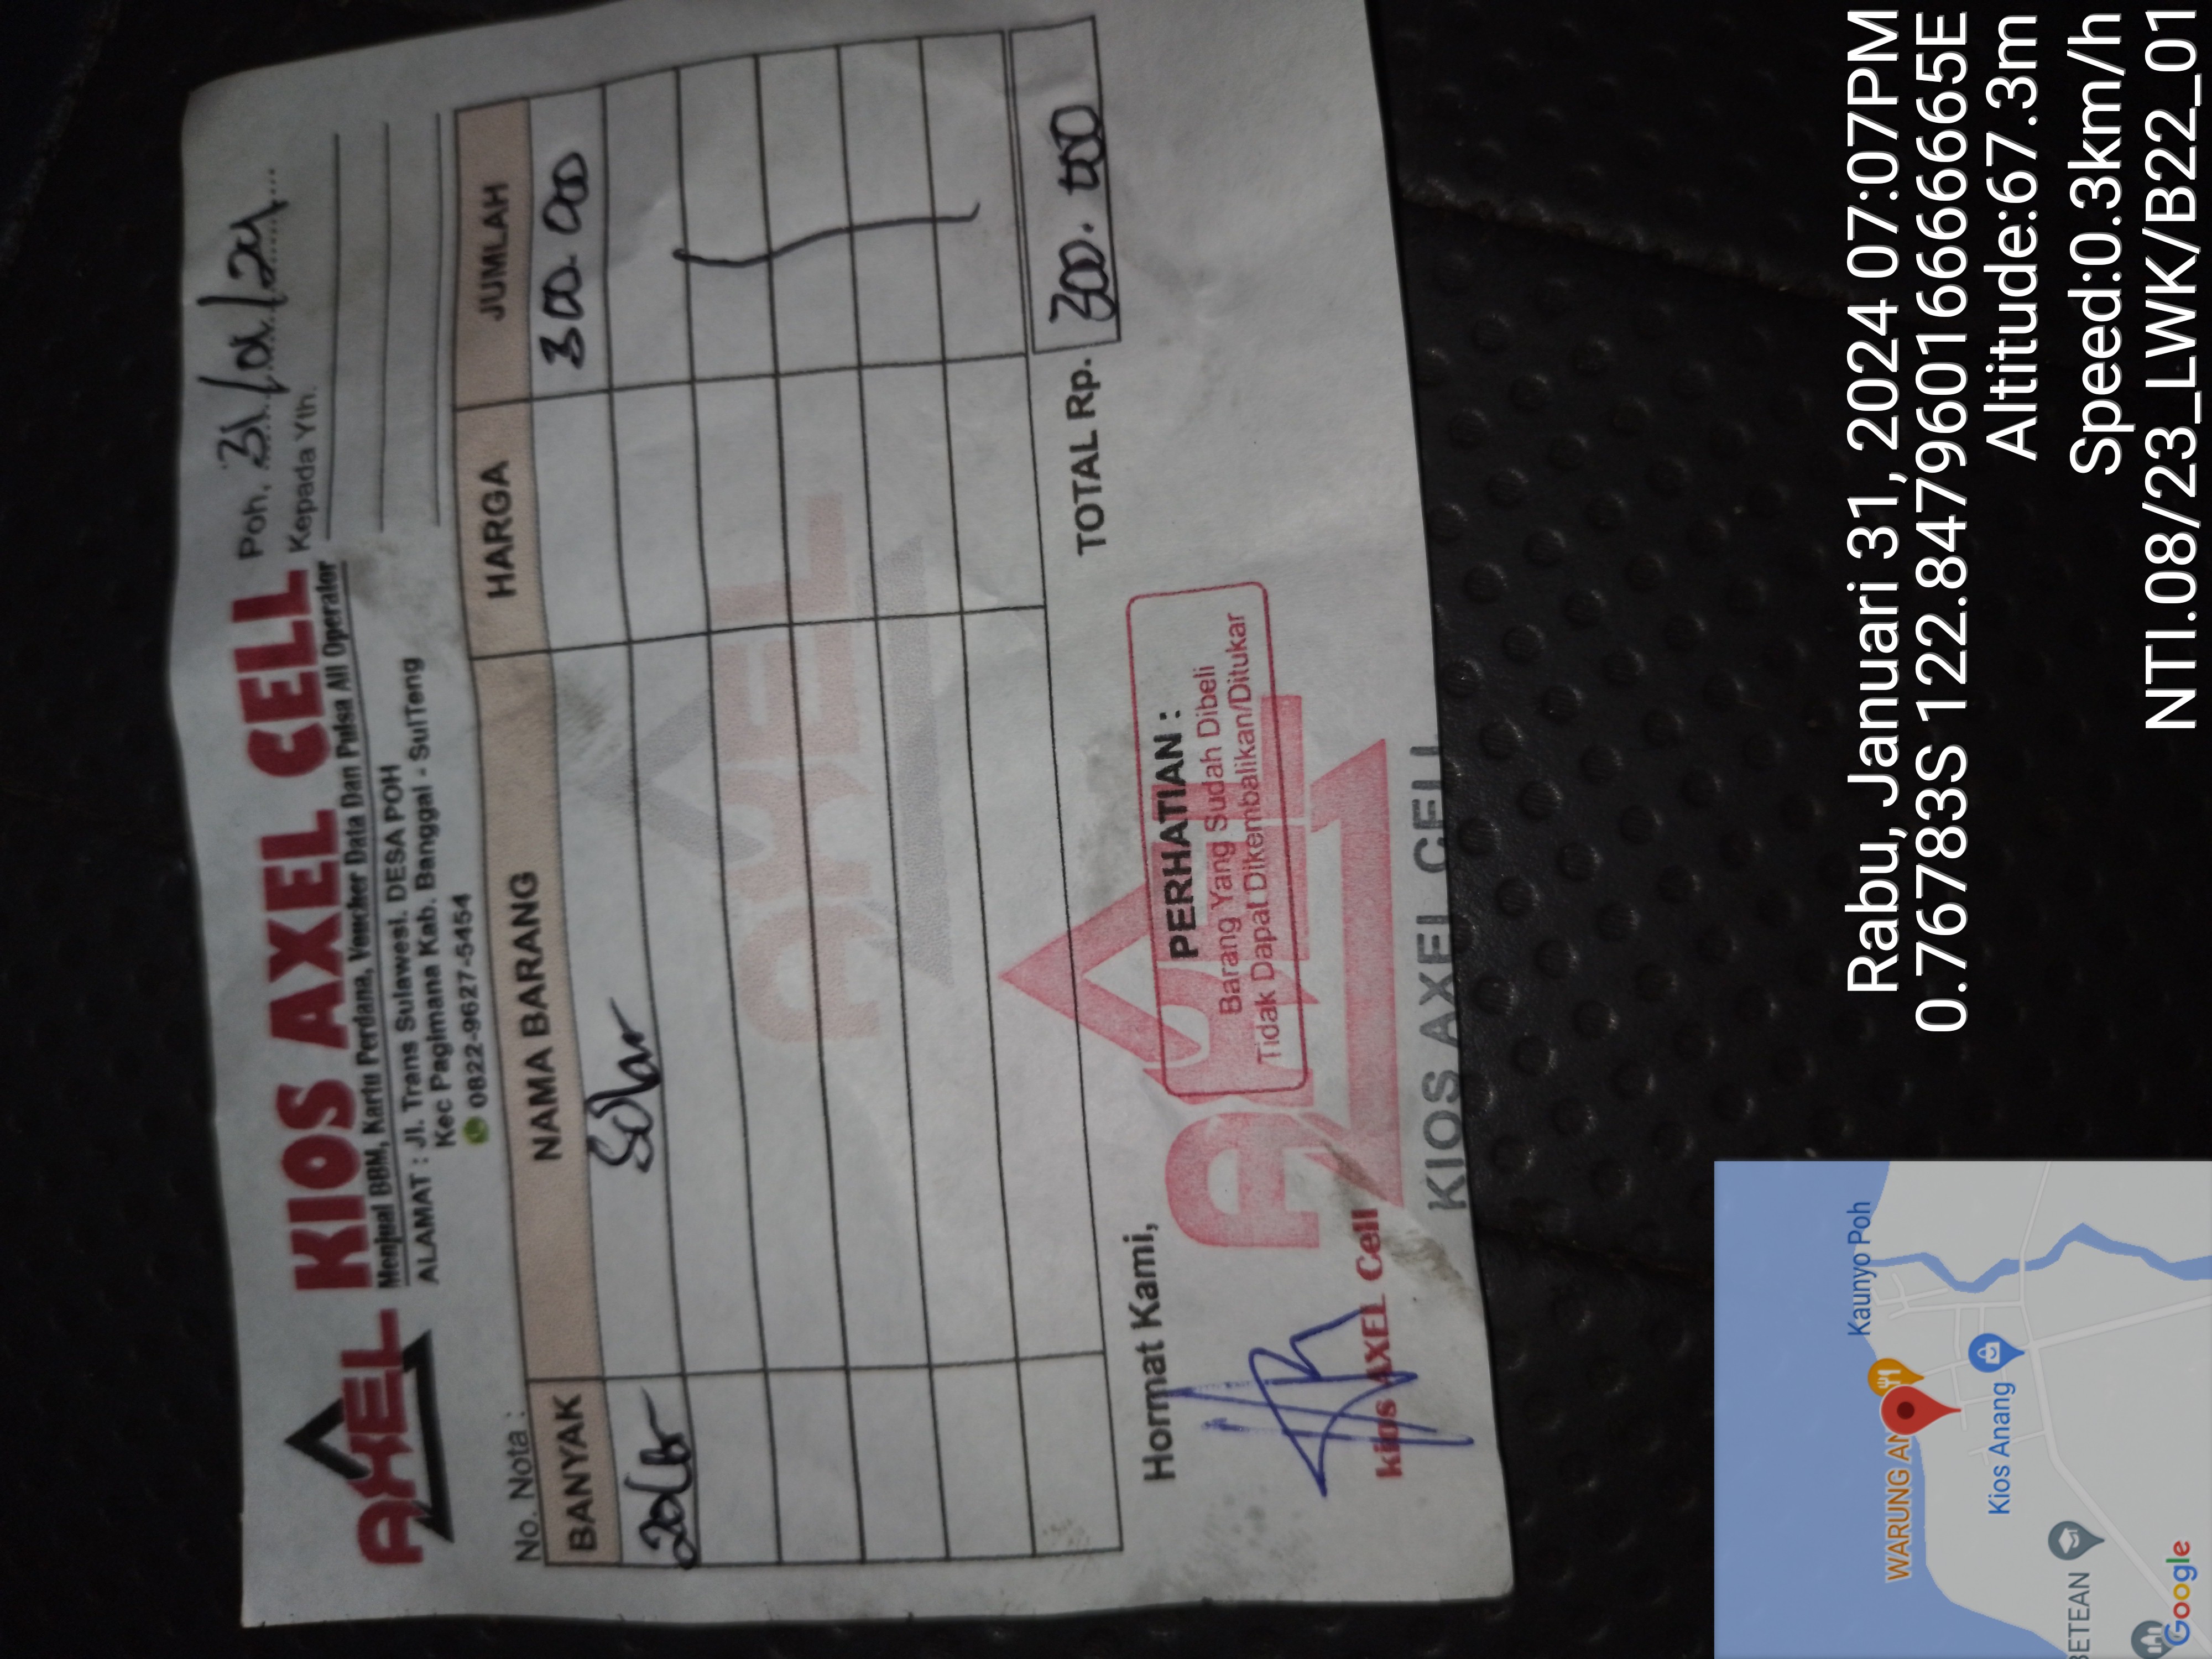 AXEL
KIOS AXEL CELL
Menjual BBM, Kartu Perdana, Voucher Data Dan Pulsa All Operator
ALAMAT : Jl. Trans Sulawesi. DESA POH
Kec Pagimana Kab. Banggai - SulTeng
0822-9627-5454
Poh, 31/01/24
Kepada Yth.
No. Nota :
BANYAK NAMA BARANG HARGA JUMLAH
20 Ltr Solar 300.000
AXEL
TOTAL Rp. 300.000
Hormat Kami,
PERHATIAN :
Barang Yang Sudah Dibeli
Tidak Dapat Dikembalikan/Ditukar
AXEL
kios AXEL Cell
KIOS AXEL CELL
Rabu, Januari 31, 2024 07:07PM
0.76783S 122.84796016666665E
Altitude:67.3m
Speed:0.3km/h
NTI.08/23_LWK/B22_01
Kaunyo Poh
WARUNG AN
Kios Anang
BETEAN
Google